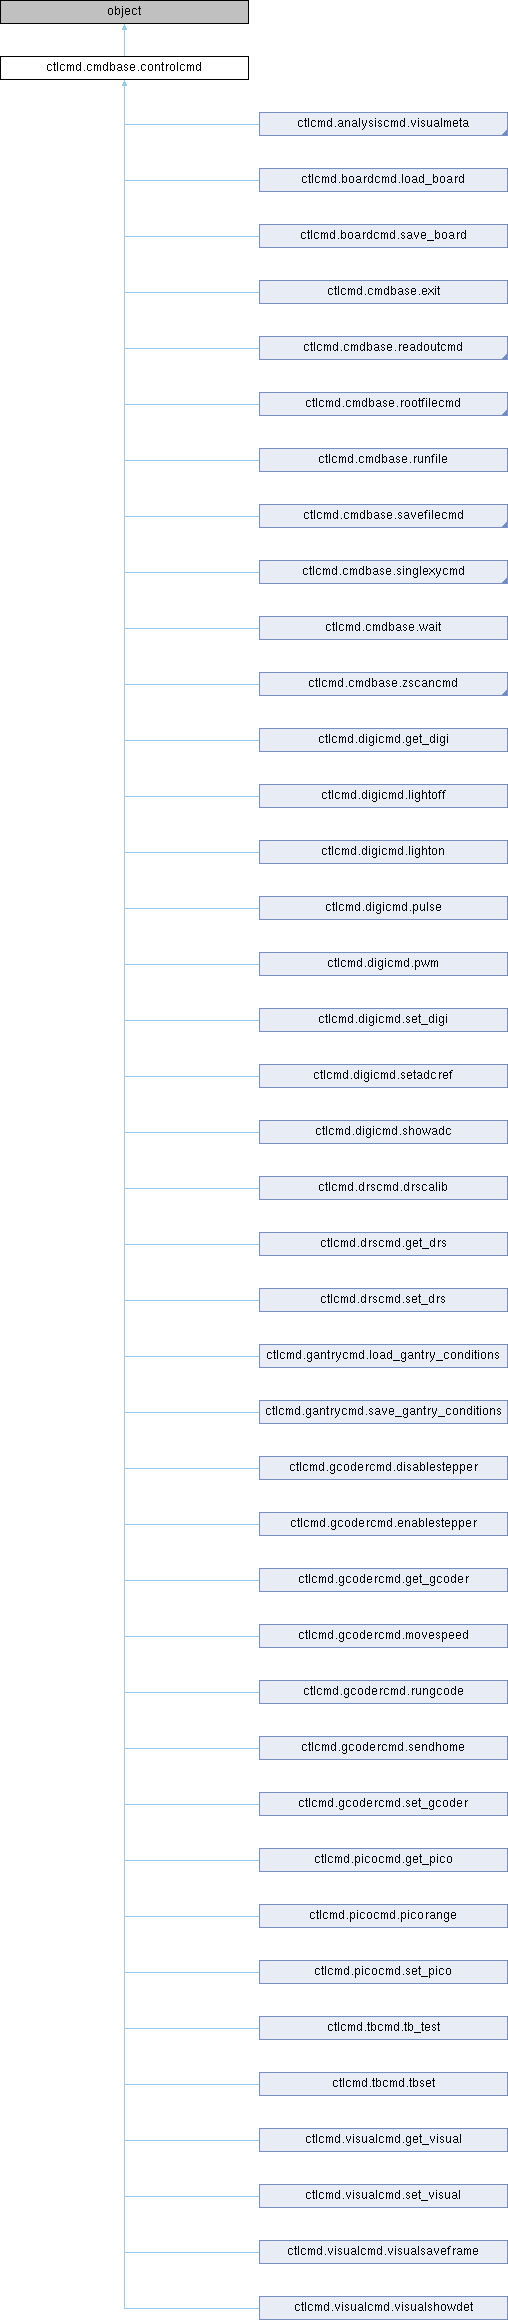 object
ctlcmd.cmdbase.controlcmd
ctlcmd.analysiscmd.visualmeta
ctlcmd.boardcmd.load_board
ctlcmd.boardcmd.save_board
ctlcmd.cmdbase.exit
ctlcmd.cmdbase.readoutcmd
ctlcmd.cmdbase.rootfilecmd
ctlcmd.cmdbase.runfile
ctlcmd.cmdbase.savefilecmd
ctlcmd.cmdbase.singlexycmd
ctlcmd.cmdbase.wait
ctlcmd.cmdbase.zscancmd
ctlcmd.digicmd.get_digi
ctlcmd.digicmd.lightoff
ctlcmd.digicmd.lighton
ctlcmd.digicmd.pulse
ctlcmd.digicmd.pwm
ctlcmd.digicmd.set_digi
ctlcmd.digicmd.setadcref
ctlcmd.digicmd.showadc
ctlcmd.drscmd.drscalib
ctlcmd.drscmd.get_drs
ctlcmd.drscmd.set_drs
ctlcmd.gantrycmd.load_gantry_conditions
ctlcmd.gantrycmd.save_gantry_conditions
ctlcmd.gcodercmd.disablestepper
ctlcmd.gcodercmd.enablestepper
ctlcmd.gcodercmd.get_gcoder
ctlcmd.gcodercmd.movespeed
ctlcmd.gcodercmd.rungcode
ctlcmd.gcodercmd.sendhome
ctlcmd.gcodercmd.set_gcoder
ctlcmd.picocmd.get_pico
ctlcmd.picocmd.picorange
ctlcmd.picocmd.set_pico
ctlcmd.tbcmd.tb_test
ctlcmd.tbcmd.tbset
ctlcmd.visualcmd.get_visual
ctlcmd.visualcmd.set_visual
ctlcmd.visualcmd.visualsaveframe
ctlcmd.visualcmd.visualshowdet